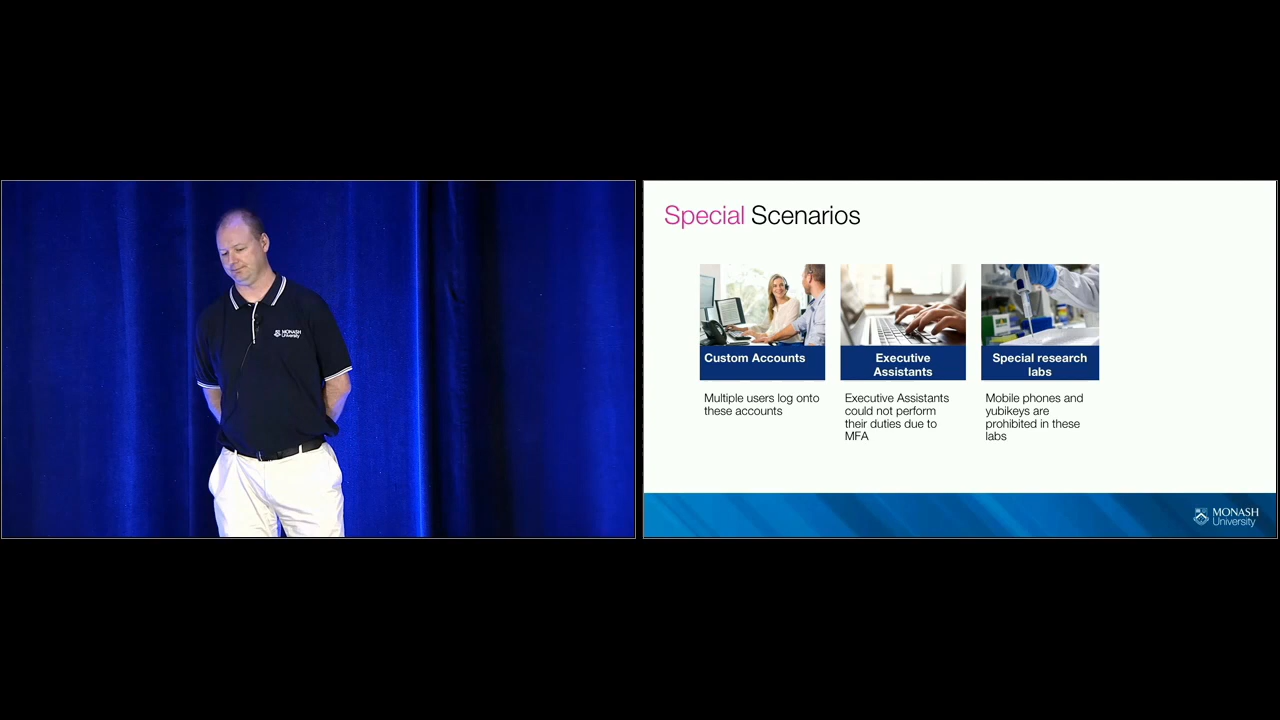 MONASH
University
Special Scenarios
Custom Accounts
Multiple users log onto
these accounts
Executive
Assistants
Executive Assistants
could not perform
their duties due to
MFA
Special research
labs
Mobile phones and
yubikeys are
prohibited in these
labs
MONASH
University